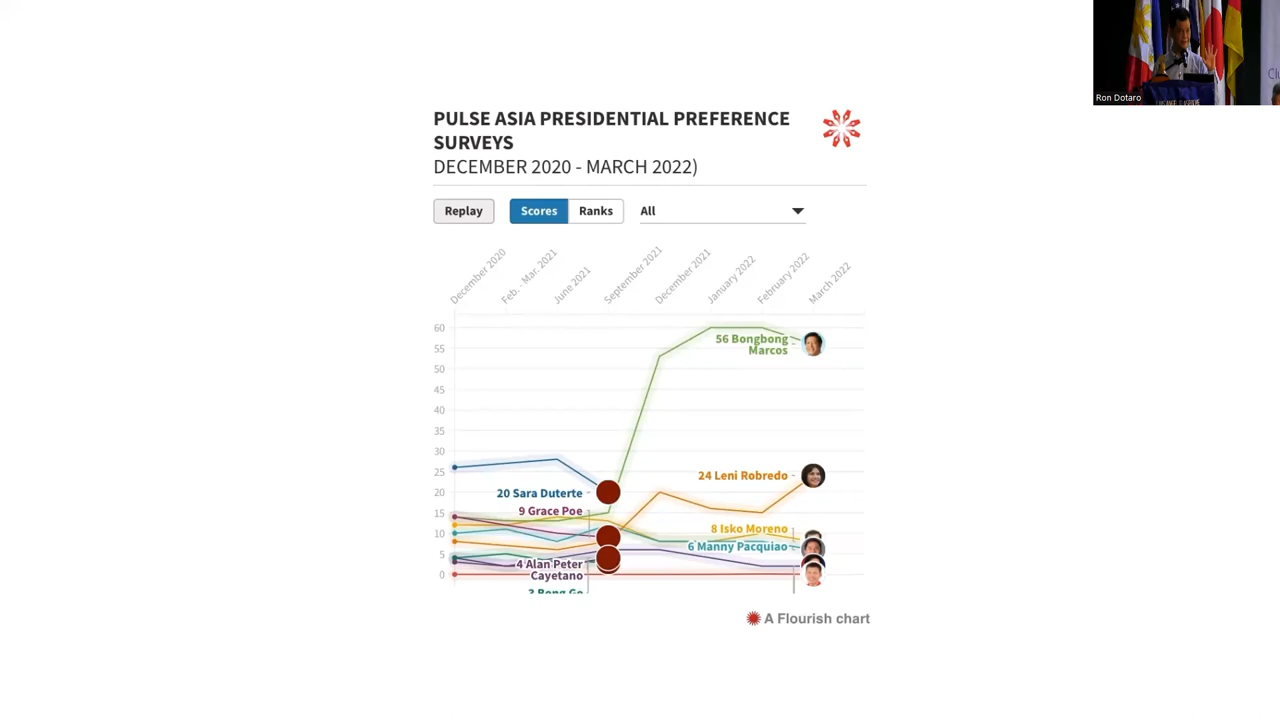 Ron Dotaro
PULSE ASIA PRESIDENTIAL PREFERENCE
SURVEYS
DECEMBER 2020 - MARCH 2022)
Replay
Scores
Ranks
All
December 2020
Feb. - Mar. 2021
June 2021
September 2021
December 2021
January 2022
February 2022
March 2022
60
55
50
45
40
35
30
25
20
15
10
5
0
56 Bongbong
Marcos
24 Leni Robredo
20 Sara Duterte
9 Grace Poe
8 Isko Moreno
6 Manny Pacquiao
4 Alan Peter
Cayetano
3 Bong Go
A Flourish chart